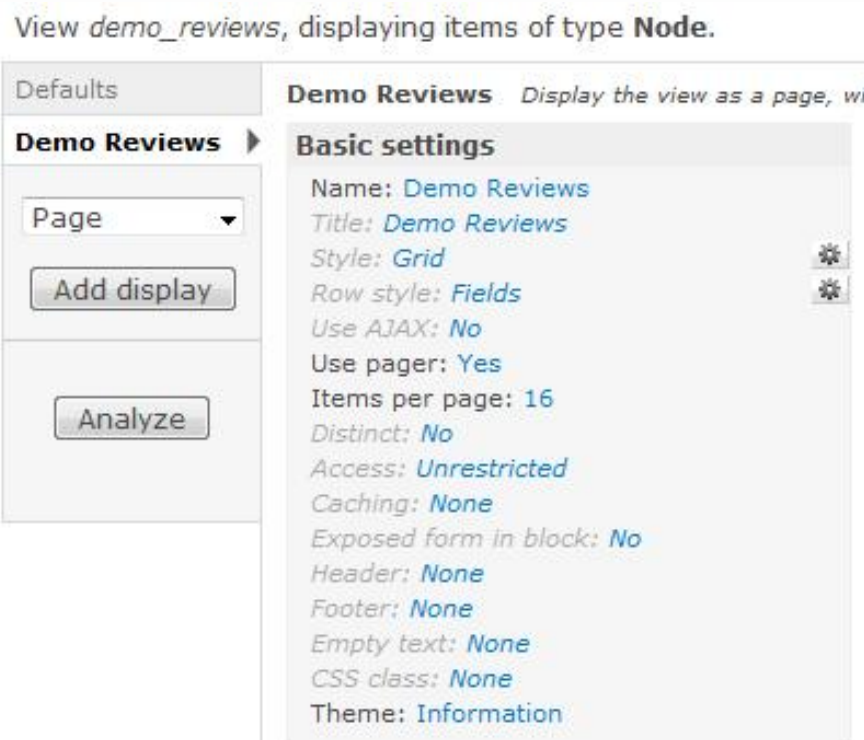 View demo_reviews, displaying items of type Node.
Defaults
Demo Reviews
Page
Add display
Analyze
Demo Reviews Display the view as a page, wi
Basic settings
Name: Demo Reviews
Title: Demo Reviews
Style: Grid
Row style: Fields
Use AJAX: No
Use pager: Yes
Items per page: 16
Distinct: No
Access: Unrestricted
Caching: None
Exposed form in block: No
Header: None
Footer: None
Empty text: None
CSS class: None
Theme: Information